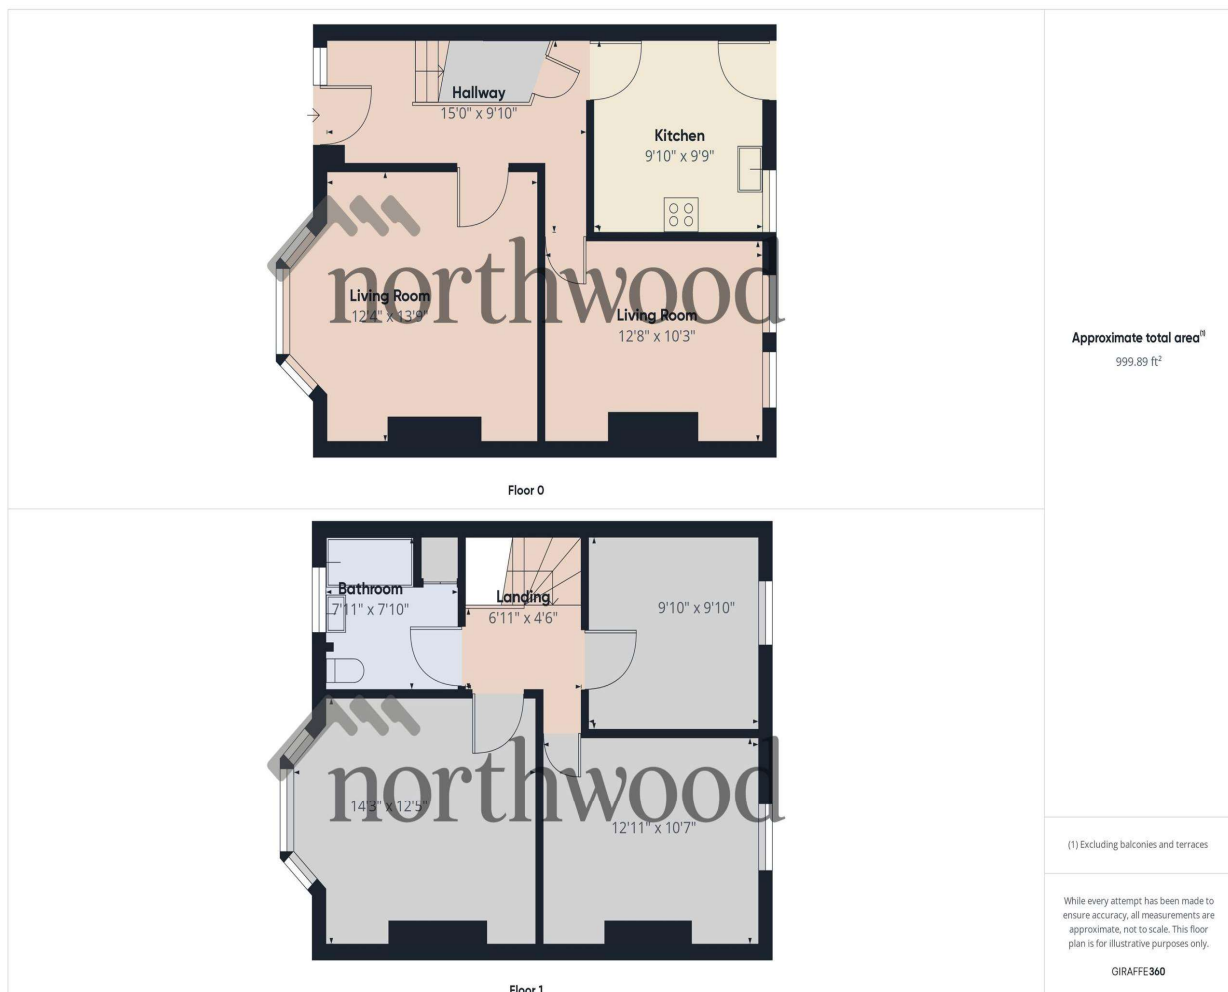 Hallway
15'0" x 9'10"
Kitchen
9'10" x 9'9"
northwood
Living Room
12'4" x 13'9"
Living Room
12'8" x 10'3"
Floor 0
Approximate total area(1)
999.89 ft²
Bathroom
7'11" x 7'10"
Landing
6'11" x 4'6"
9'10" x 9'10"
northwood
14'3" x 12'5"
12'11" x 10'7"
Floor 1
(1) Excluding balconies and terraces
While every attempt has been made to
ensure accuracy, all measurements are
approximate, not to scale. This floor
plan is for illustrative purposes only.
GIRAFFE360